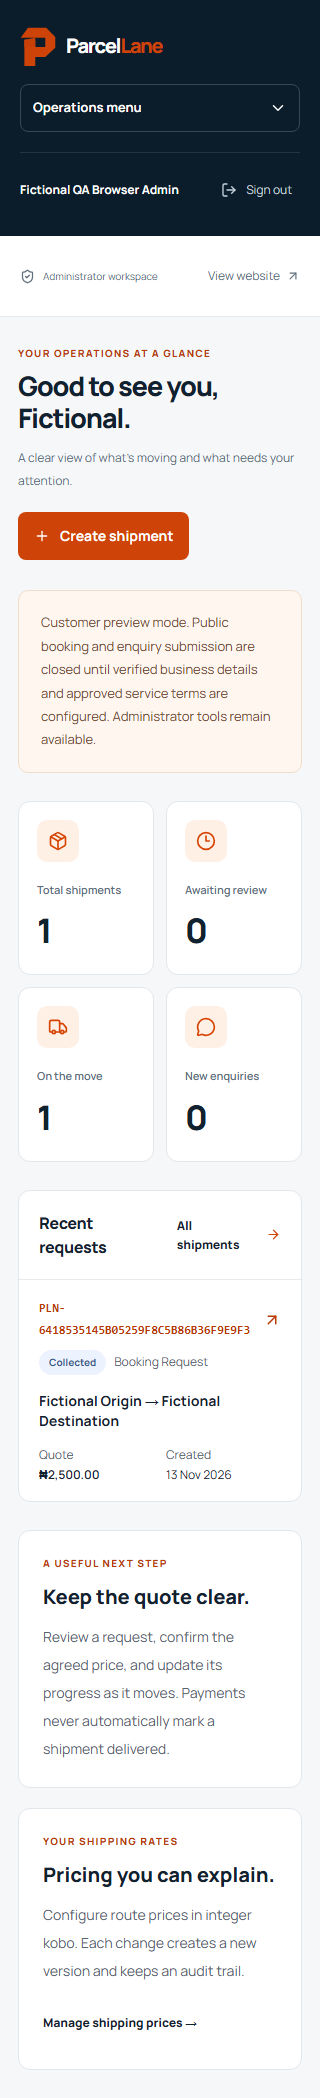 ParcelLane
Operations menu
Fictional QA Browser Admin
Sign out
Administrator workspace
View website
YOUR OPERATIONS AT A GLANCE
Good to see you,
Fictional.
A clear view of what's moving and what needs your
attention.
+ Create shipment
Customer preview mode. Public
booking and enquiry submission are
closed until verified business details
and approved service terms are
configured. Administrator tools remain
available.
Total shipments
1
Awaiting review
0
On the move
1
New enquiries
0
Recent
requests
All
shipments →
PLN-
6418535145B05259F8C5B86B36F9E9F3
Collected
Booking Request
Fictional Origin → Fictional
Destination
Quote
₦2,500.00
Created
13 Nov 2026
A USEFUL NEXT STEP
Keep the quote clear.
Review a request, confirm the
agreed price, and update its
progress as it moves. Payments
never automatically mark a
shipment delivered.
YOUR SHIPPING RATES
Pricing you can explain.
Configure route prices in integer
kobo. Each change creates a new
version and keeps an audit trail.
Manage shipping prices →